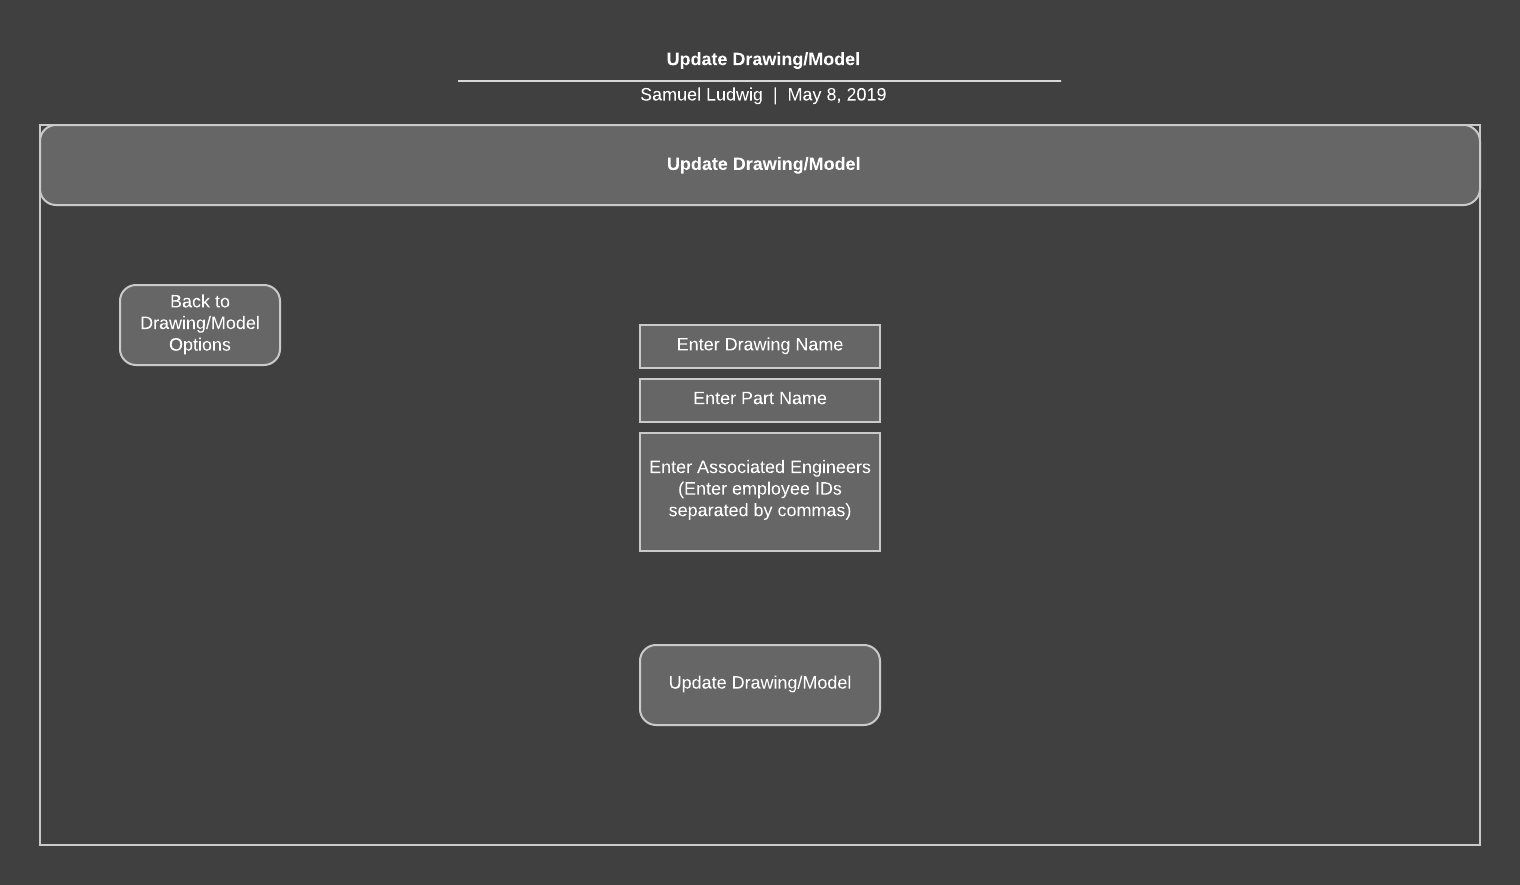 Update Drawing/Model
Samuel Ludwig | May 8, 2019
Update Drawing/Model
Back to
Drawing/Model
Options
Enter Drawing Name
Enter Part Name
Enter Associated Engineers
(Enter employee IDs
separated by commas)
Update Drawing/Model